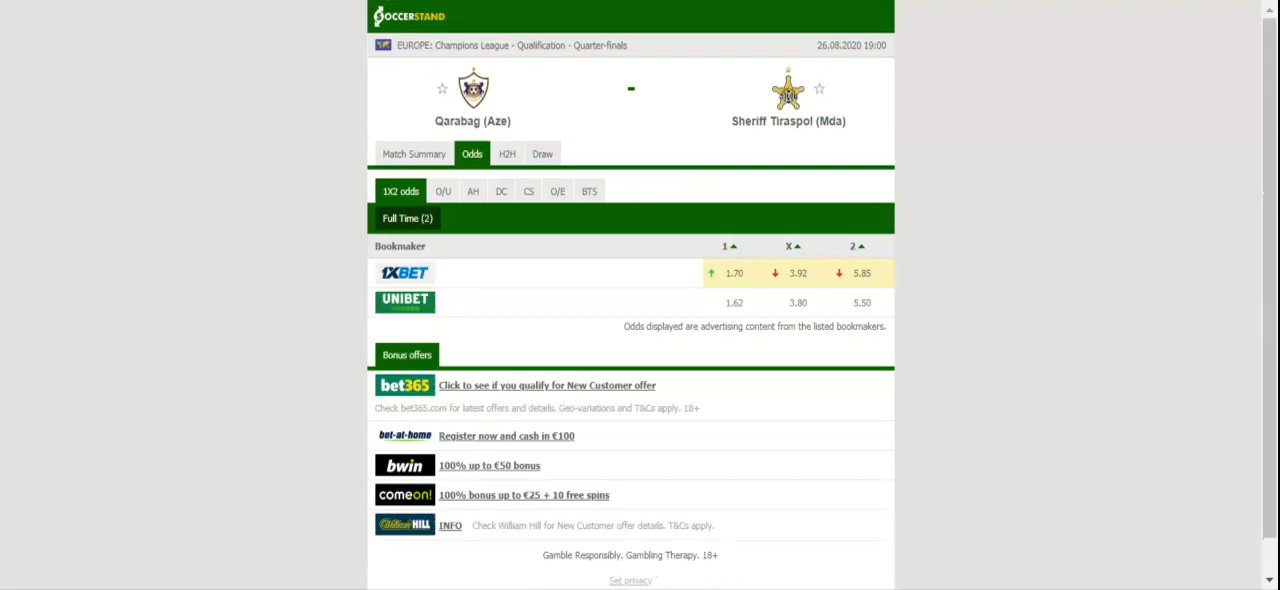 SOCCERSTAND
EUROPE: Champions League - Qualification - Quarter-finals 26.08.2020 19:00
-
Qarabag (Aze) Sheriff Tiraspol (Mda)
Match Summary Odds H2H Draw
1X2 odds O/U AH DC CS O/E BTS
Full Time (2)
Bookmaker 1 X 2
1XBET 1.70 3.92 5.85
UNIBET 1.62 3.80 5.50
Odds displayed are advertising content from the listed bookmakers.
Bonus offers
bet365 Click to see if you qualify for New Customer offer
Check bet365.com for latest offers and details. Geo-variations and T&Cs apply. 18+
bet-at-home Register now and cash in €100
bwin 100% up to €50 bonus
comeon! 100% bonus up to €25 + 10 free spins
William HILL INFO Check William Hill for New Customer offer details. T&Cs apply.
Gamble Responsibly. Gambling Therapy. 18+
Set privacy